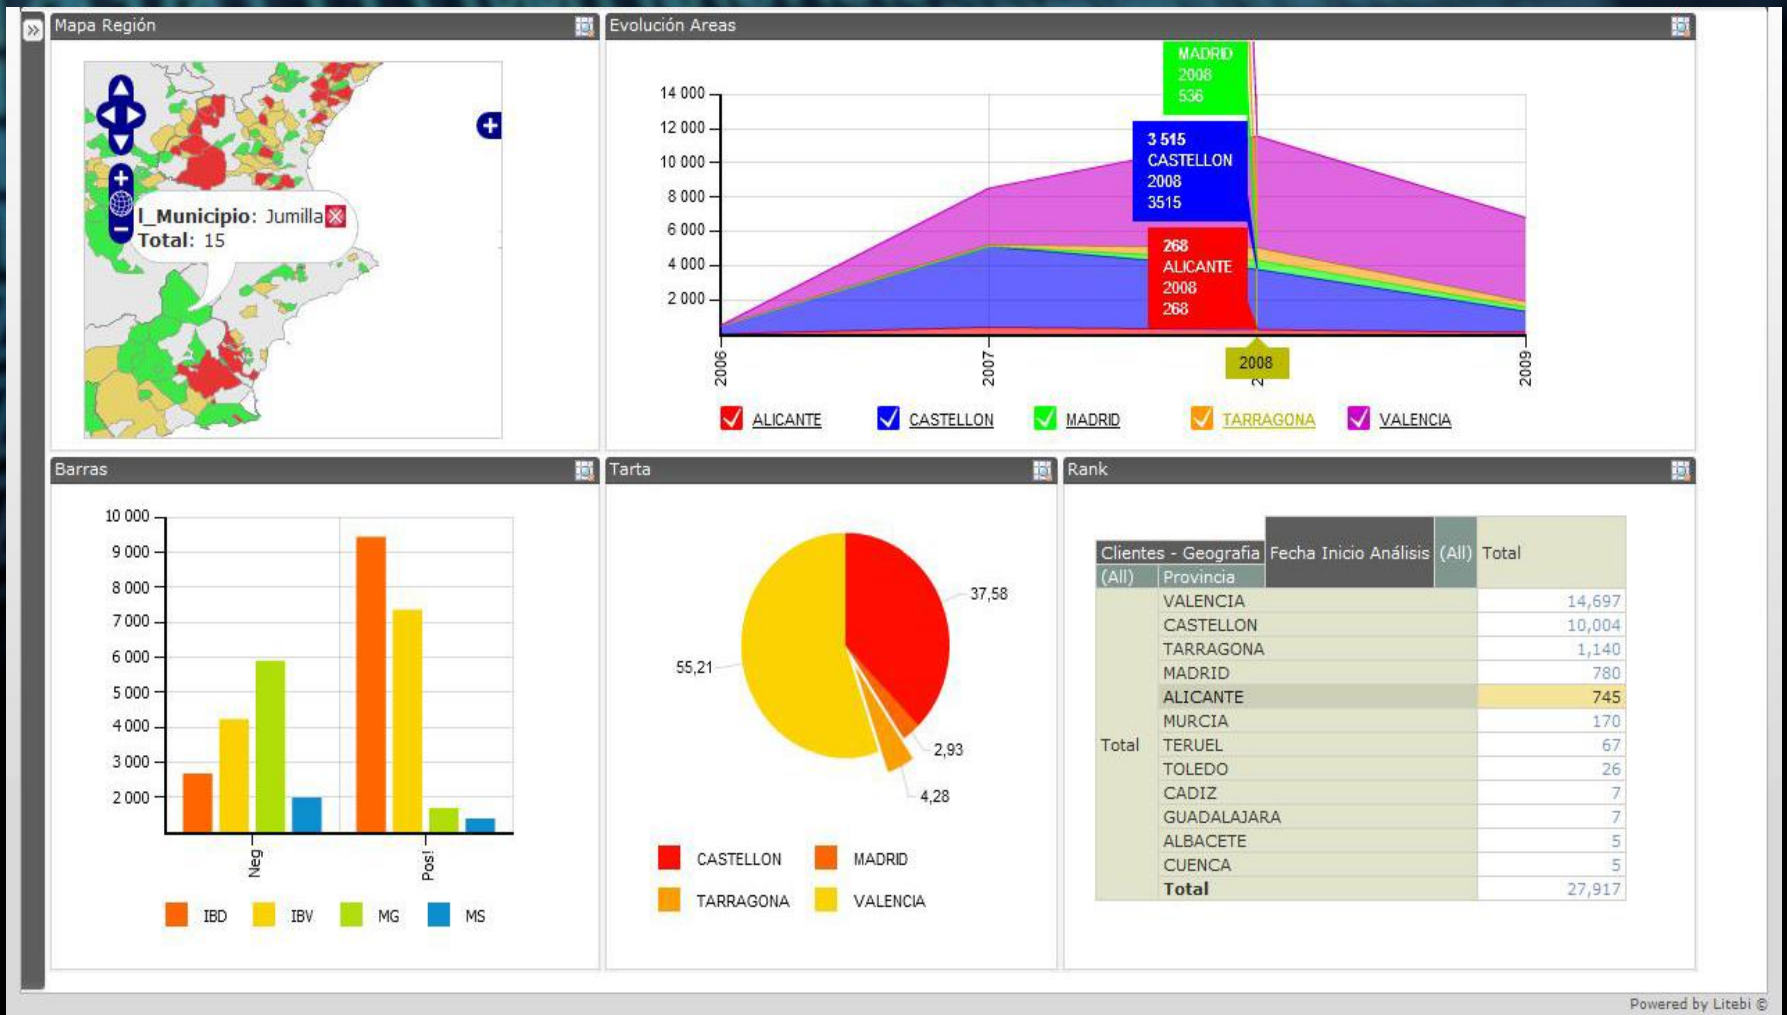 Mapa Región
l_Municipio: Jumilla
Total: 15
Evolución Areas
14 000
12 000
10 000
8 000
6 000
4 000
2 000
MADRID
2008
536
3 515
CASTELLON
2008
3515
268
ALICANTE
2008
268
2006
2007
2008
2009
ALICANTE
CASTELLON
MADRID
TARRAGONA
VALENCIA
Barras
10 000
9 000
8 000
7 000
6 000
5 000
4 000
3 000
2 000
Neg
Pos!
IBD
IBV
MG
MS
Tarta
37,58
55,21
2,93
4,28
CASTELLON
MADRID
TARRAGONA
VALENCIA
Rank
Clientes - Geografia Fecha Inicio Análisis (All) Total
(All) Provincia
VALENCIA 14,697
CASTELLON 10,004
TARRAGONA 1,140
MADRID 780
ALICANTE 745
MURCIA 170
Total TERUEL 67
TOLEDO 26
CADIZ 7
GUADALAJARA 7
ALBACETE 5
CUENCA 5
Total 27,917
Powered by Litebi ©